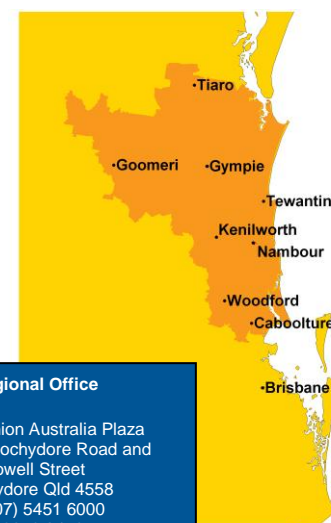 Tiaro
Goomeri
Gympie
Tewantin
Kenilworth
Nambour
Woodford
Caboolture
Brisbane
Office
Australia Plaza
Road and
Street
Qld 4558
5451 6000